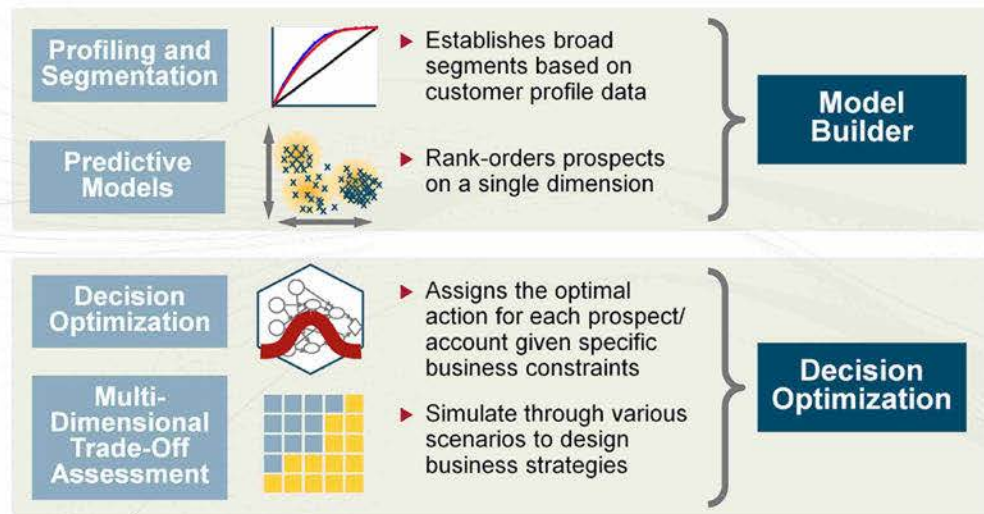 Profiling and
Segmentation
Establishes broad
segments based on
customer profile data
Predictive
Models
Rank-orders prospects
on a single dimension
Model
Builder
Decision
Optimization
Assigns the optimal
action for each prospect/
account given specific
business constraints
Multi-
Dimensional
Trade-Off
Assessment
Simulate through various
scenarios to design
business strategies
Decision
Optimization